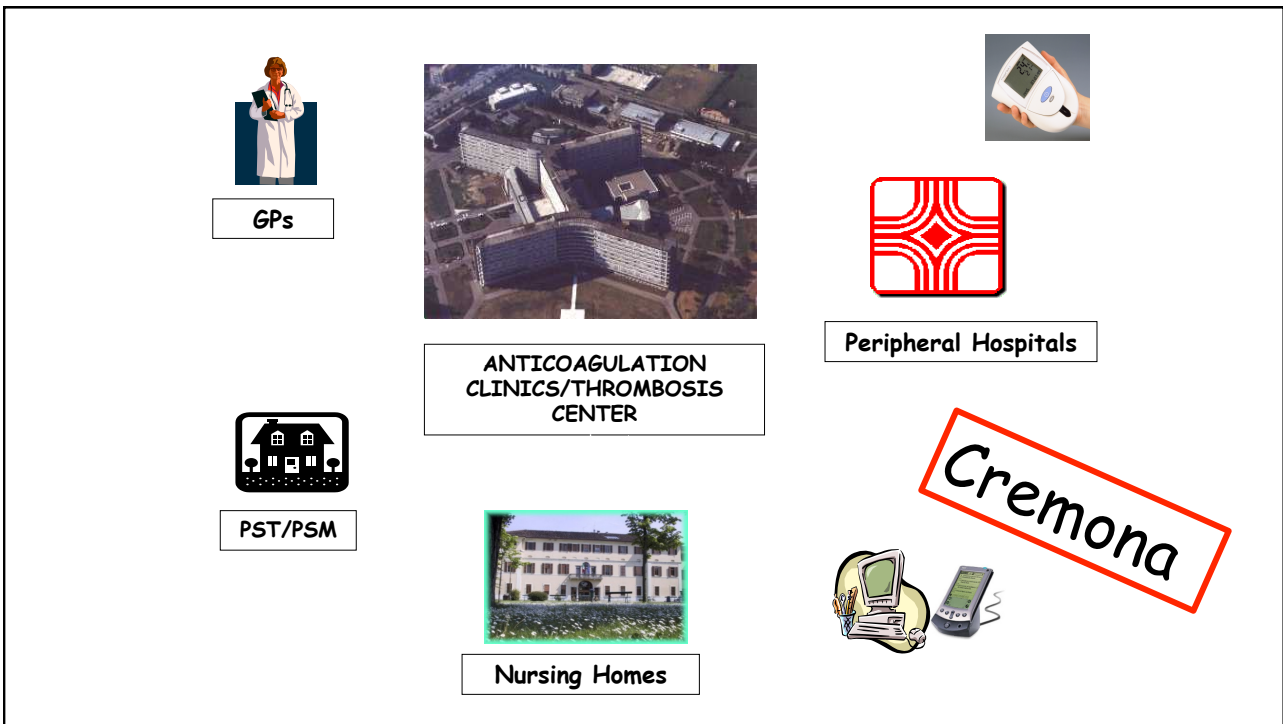 GPs
ANTICOAGULATION
CLINICS/THROMBOSIS
CENTER
Peripheral Hospitals
PST/PSM
Cremona
Nursing Homes